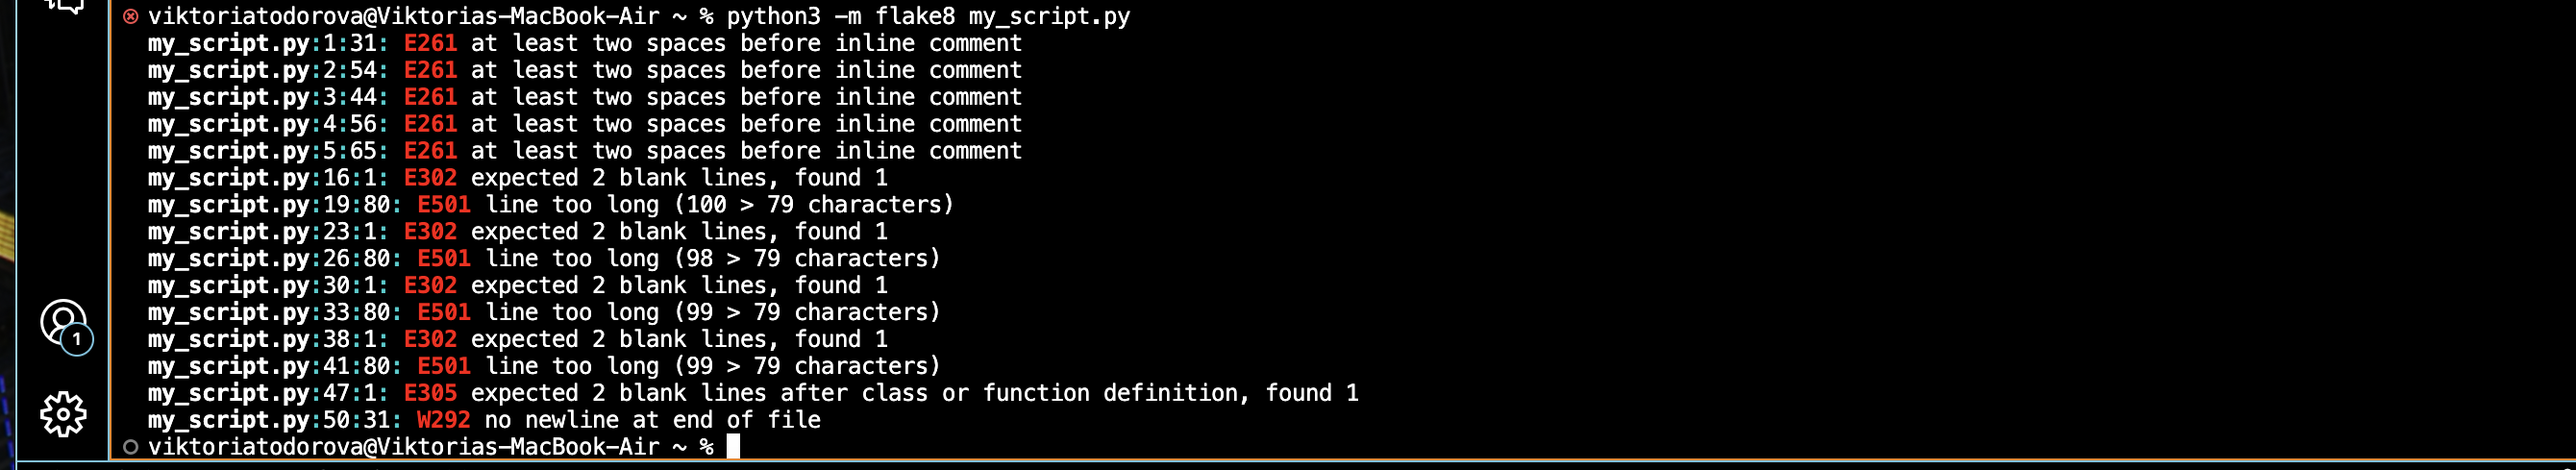 viktoriatodorova@Viktorias-MacBook-Air ~ % python3 -m flake8 my_script.py
my_script.py:1:31: E261 at least two spaces before inline comment
my_script.py:2:54: E261 at least two spaces before inline comment
my_script.py:3:44: E261 at least two spaces before inline comment
my_script.py:4:56: E261 at least two spaces before inline comment
my_script.py:5:65: E261 at least two spaces before inline comment
my_script.py:16:1: E302 expected 2 blank lines, found 1
my_script.py:19:80: E501 line too long (100 > 79 characters)
my_script.py:23:1: E302 expected 2 blank lines, found 1
my_script.py:26:80: E501 line too long (98 > 79 characters)
my_script.py:30:1: E302 expected 2 blank lines, found 1
my_script.py:33:80: E501 line too long (99 > 79 characters)
my_script.py:38:1: E302 expected 2 blank lines, found 1
my_script.py:41:80: E501 line too long (99 > 79 characters)
my_script.py:47:1: E305 expected 2 blank lines after class or function definition, found 1
my_script.py:50:31: W292 no newline at end of file
viktoriatodorova@Viktorias-MacBook-Air ~ %
1